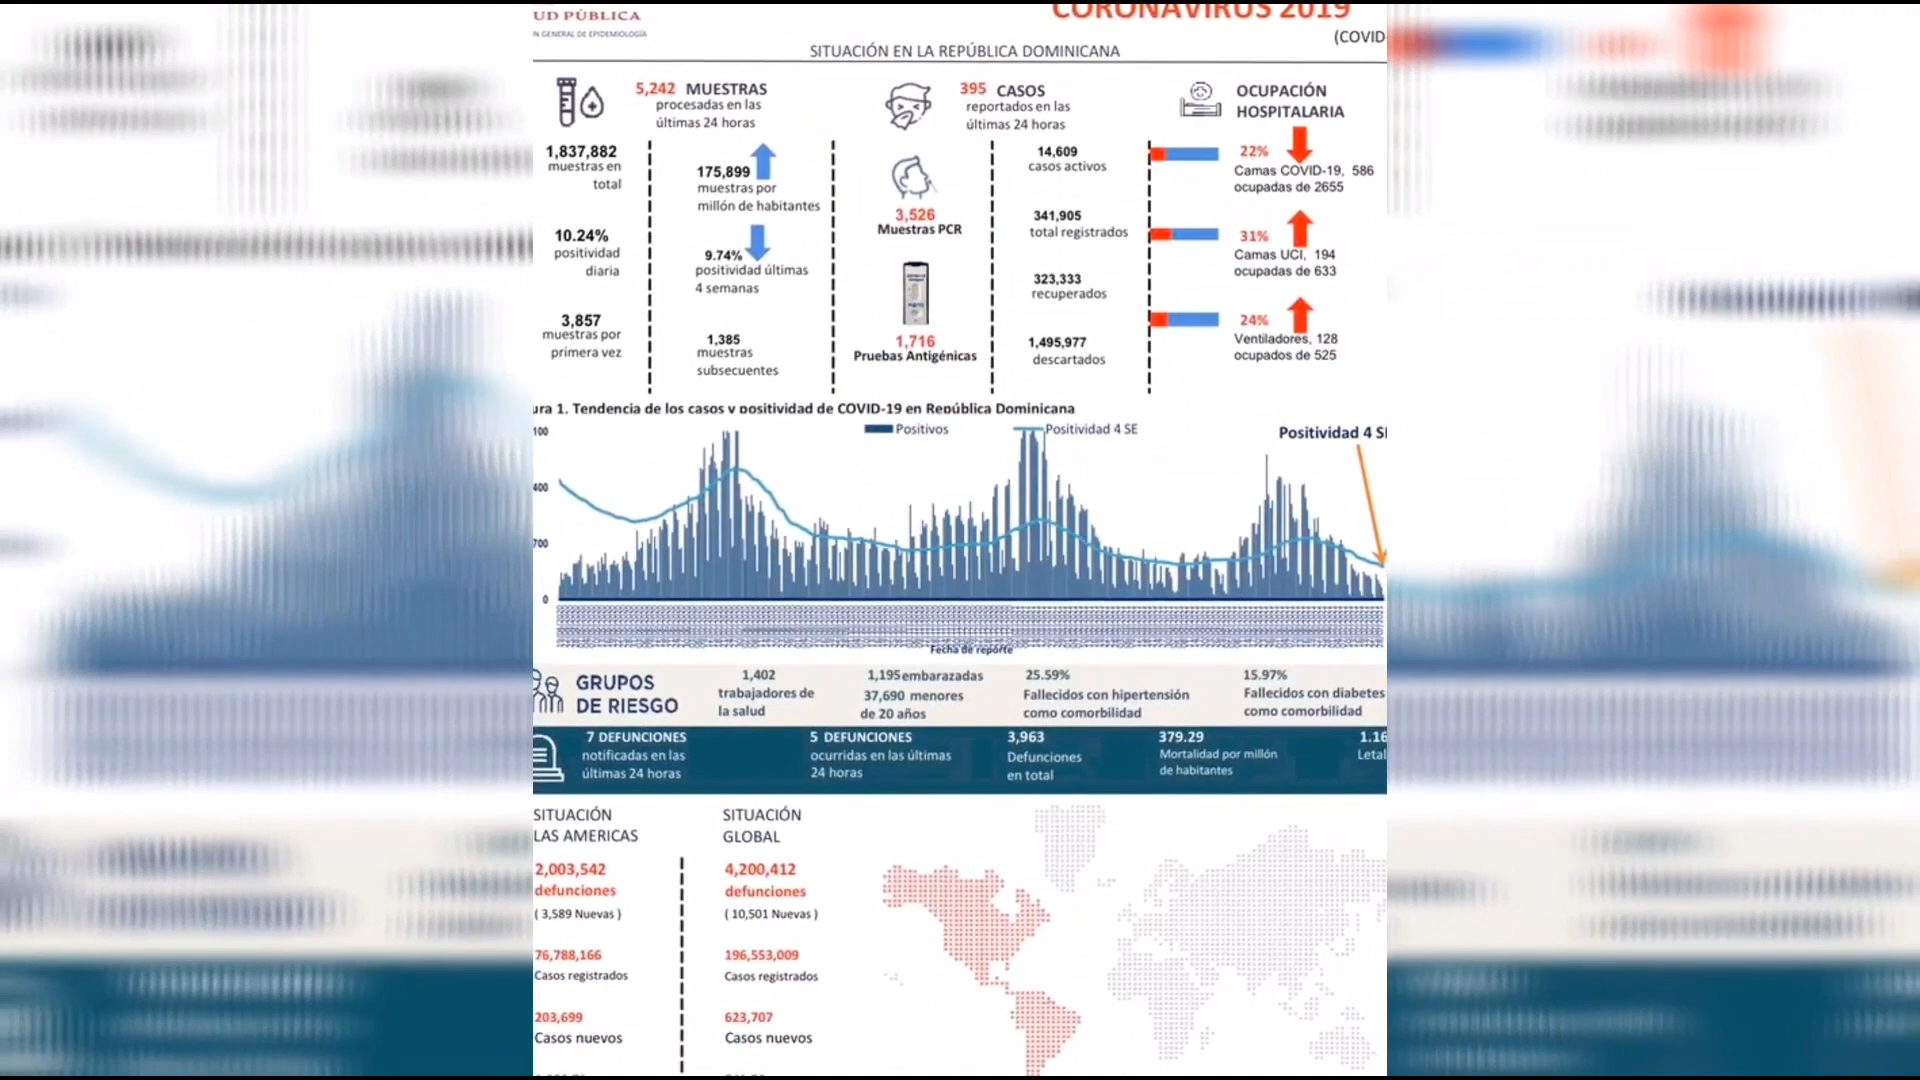 UD PÚBLICA
N GENERAL DE EPIDEMIOLOGÍA
CORONAVIRUS 2019
(COVID-
SITUACIÓN EN LA REPÚBLICA DOMINICANA
5,242 MUESTRAS
procesadas en las
últimas 24 horas
1,837,882
muestras en
total
10.24%
positividad
diaria
3,857
muestras por
primera vez
175,899
muestras por
millón de habitantes
9.74%
positividad últimas
4 semanas
1,385
muestras
subsecuentes
395 CASOS
reportados en las
últimas 24 horas
3,526
Muestras PCR
1,716
Pruebas Antigénicas
14,609
casos activos
341,905
total registrados
323,333
recuperados
1,495,977
descartados
OCUPACIÓN
HOSPITALARIA
22%
Camas COVID-19, 586
ocupadas de 2655
31%
Camas UCI, 194
ocupadas de 633
24%
Ventiladores, 128
ocupados de 525
ura 1. Tendencia de los casos y positividad de COVID-19 en República Dominicana
Positivos
Positividad 4 SE
Positividad 4 SE
100
400
700
0
Fecha de reporte
GRUPOS
DE RIESGO
1,402
trabajadores de
la salud
1,195 embarazadas
37,690 menores
de 20 años
25.59%
Fallecidos con hipertensión
como comorbilidad
15.97%
Fallecidos con diabetes
como comorbilidad
7 DEFUNCIONES
notificadas en las
últimas 24 horas
5 DEFUNCIONES
ocurridas en las últimas
24 horas
3,963
Defunciones
en total
379.29
Mortalidad por millón
de habitantes
1.16
Letal
SITUACIÓN
LAS AMERICAS
2,003,542
defunciones
( 3,589 Nuevas )
76,788,166
Casos registrados
203,699
Casos nuevos
SITUACIÓN
GLOBAL
4,200,412
defunciones
( 10,501 Nuevas )
196,553,009
Casos registrados
623,707
Casos nuevos